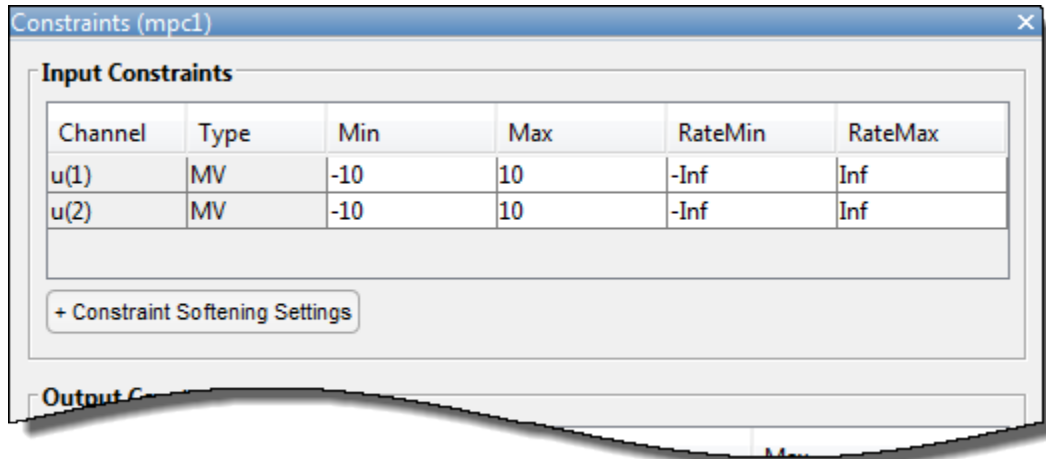 Constraints (mpc1)
Input Constraints
Channel Type Min Max RateMin RateMax
u(1) MV -10 10 -Inf Inf
u(2) MV -10 10 -Inf Inf
+ Constraint Softening Settings
Output